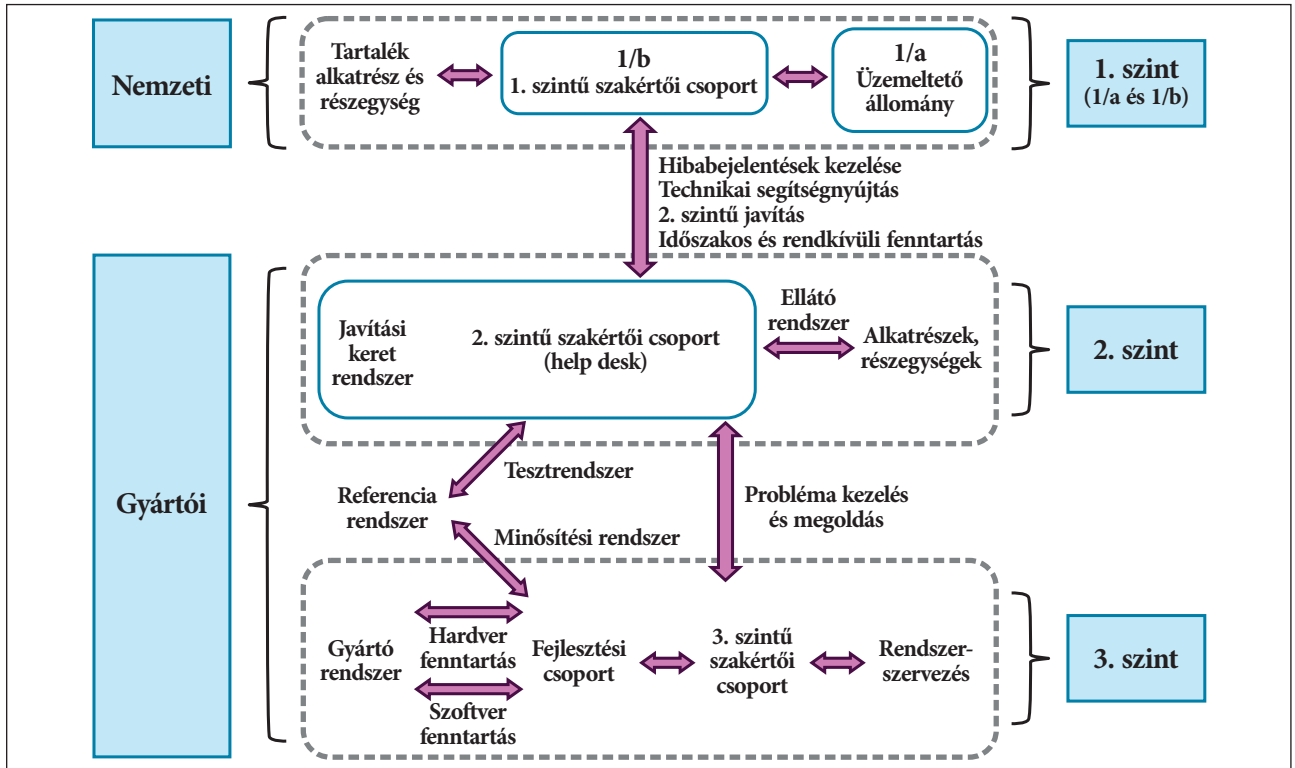 Nemzeti
Tartalék
alkatrész és
részegység
1/b
1. szintű szakértői csoport
1/a
Üzemeltető
állomány
1. szint
(1/a és 1/b)
Hibabejelentések kezelése
Technikai segítségnyújtás
2. szintű javítás
Időszakos és rendkívüli fenntartás
Gyártói
Javítási
keret
rendszer
2. szintű szakértői csoport
(help desk)
Ellátó
rendszer
Alkatrészek,
részegységek
2. szint
Tesztrendszer
Referencia
rendszer
Minősítési rendszer
Probléma kezelés
és megoldás
Gyártó
rendszer
Hardver
fenntartás
Szoftver
fenntartás
Fejlesztési
csoport
3. szintű
szakértői
csoport
Rendszer-
szervezés
3. szint